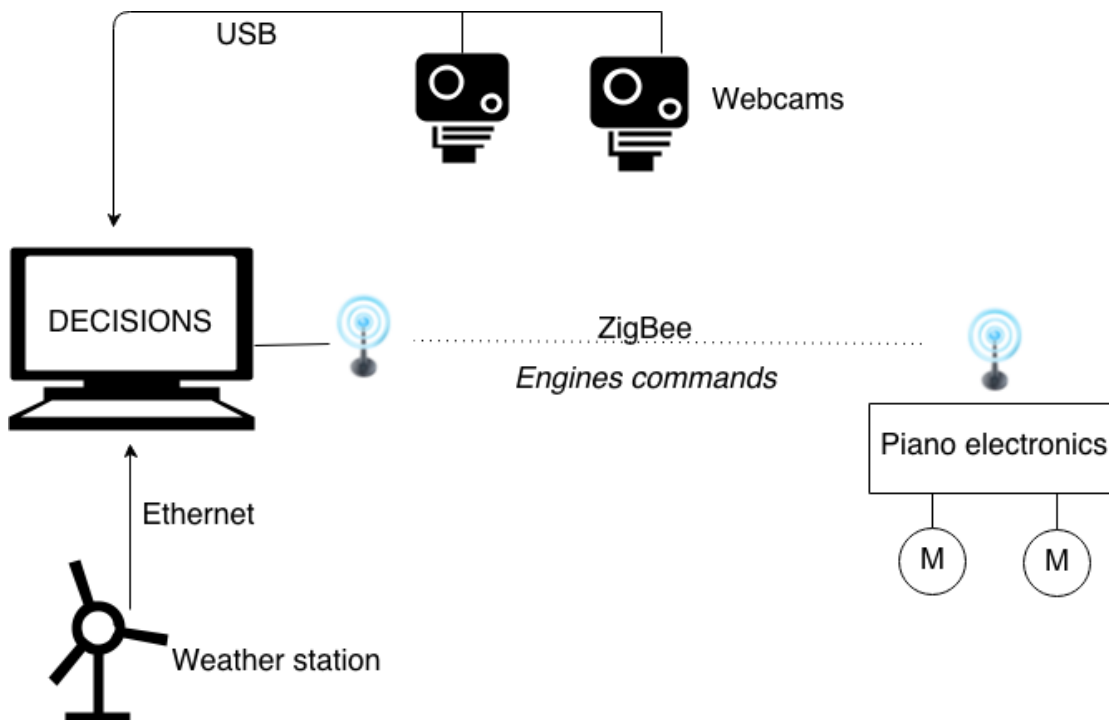 USB
Webcams
DECISIONS
ZigBee
Engines commands
Piano electronics
M
M
Ethernet
Weather station